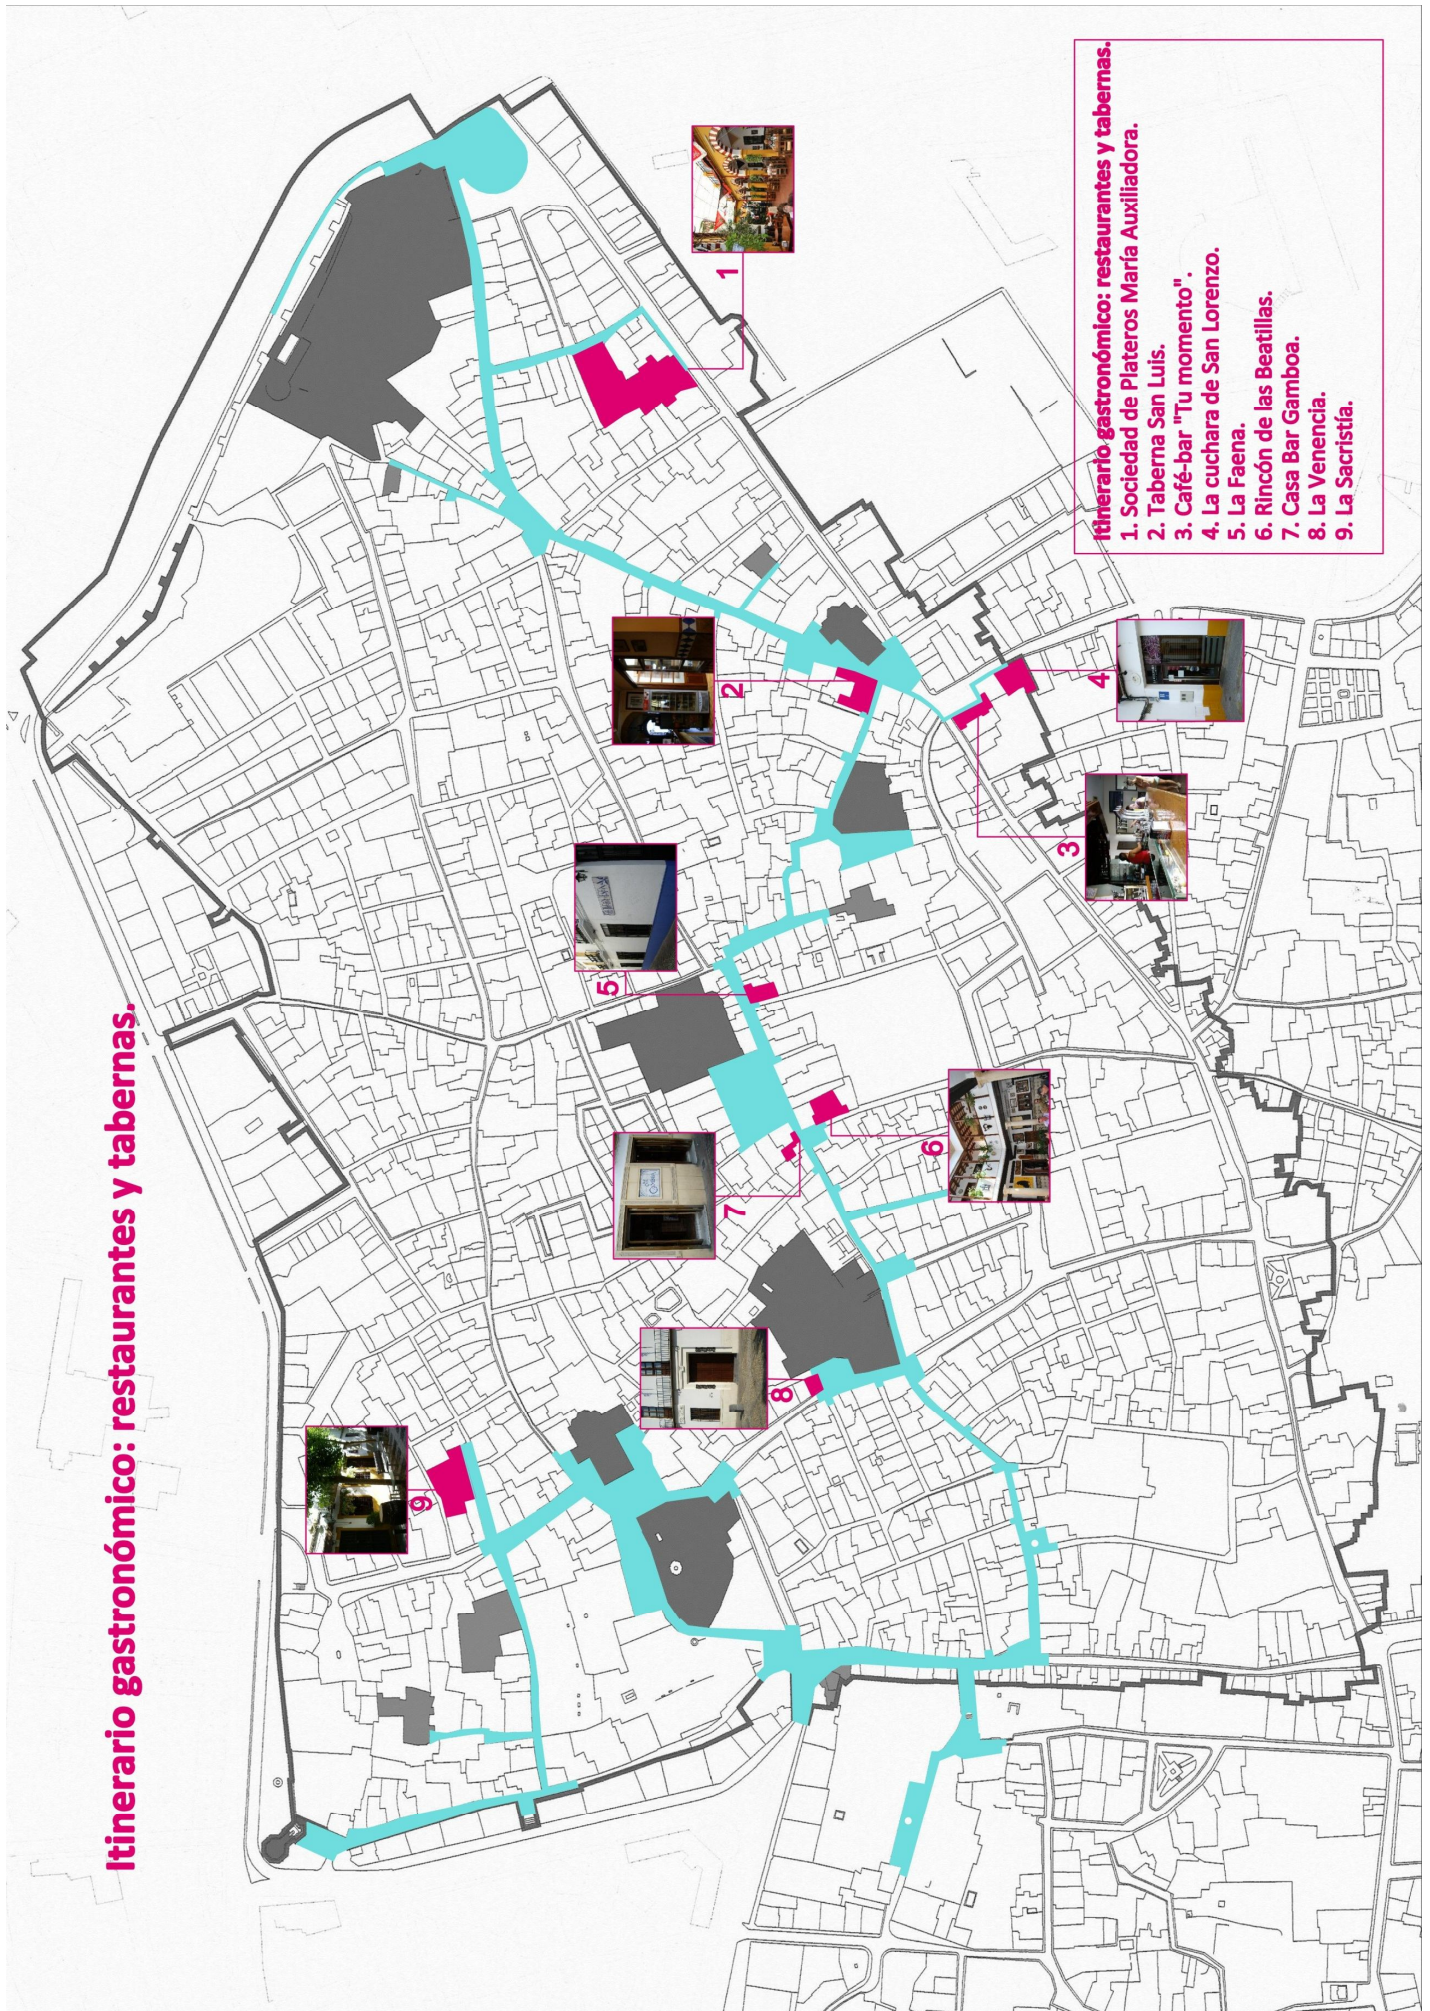 Itinerario gastronómico: restaurantes y tabernas.
Itinerario gastronómico: restaurantes y tabernas.
1. Sociedad de Plateros María Auxiliadora.
2. Taberna San Luis.
3. Café-bar "Tu momento".
4. La cuchara de San Lorenzo.
5. La Faena.
6. Rincón de las Beatillas.
7. Casa Bar Gamboa.
8. La Venencia.
9. La Sacristía.
9
8
7
6
5
3
2
4
1